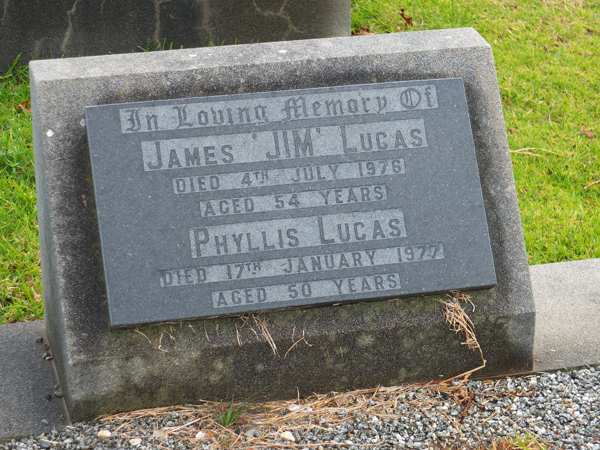 In Loving Memory Of
JAMES 'JIM' LUCAS
DIED 4TH JULY 1976
AGED 54 YEARS
PHYLLIS LUCAS
DIED 17TH JANUARY 1977
AGED 50 YEARS